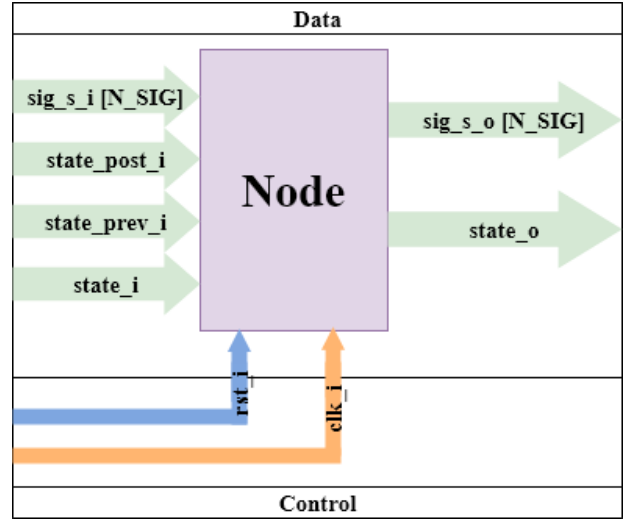 Data
sig_s_i [N_SIG]
state_post_i
state_prev_i
state_i
Node
sig_s_o [N_SIG]
state_o
rst_i
clk_i
Control